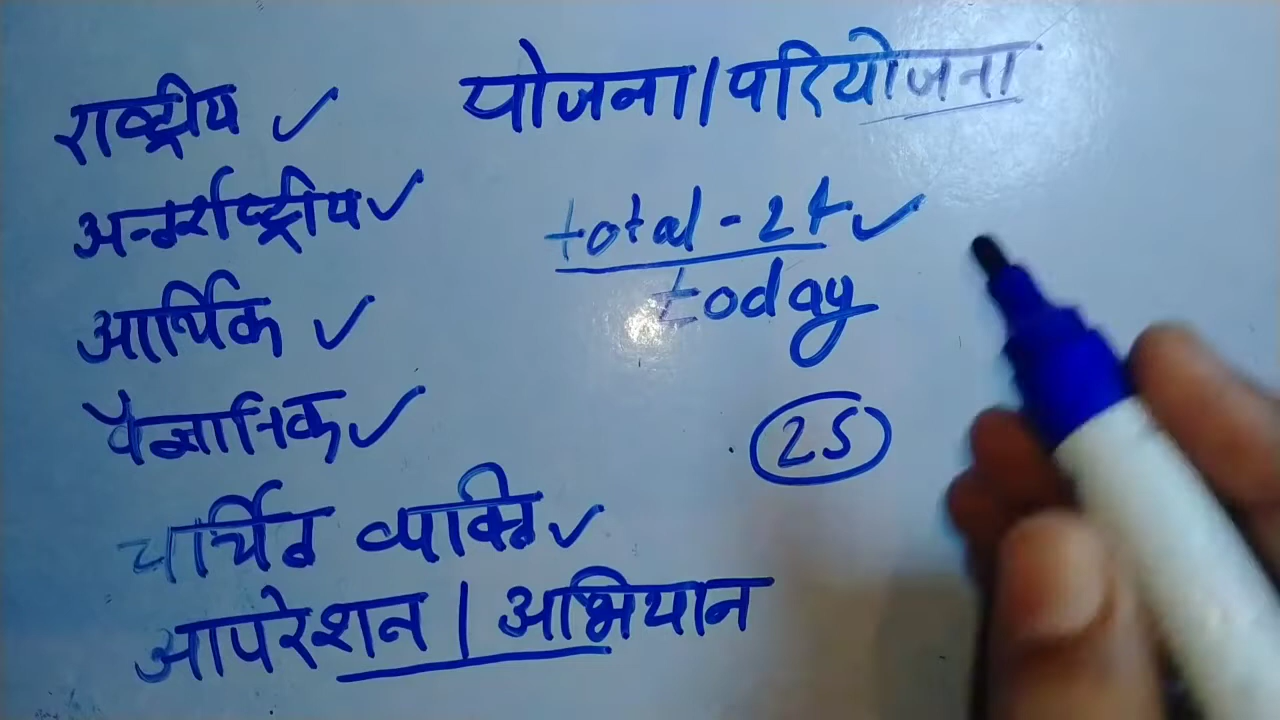 राष्ट्रीय ✓
अन्तर्राष्ट्रीय ✓
आर्थिक ✓
वैज्ञानिक ✓
चर्चित व्यक्ति ✓
आपरेशन | अभियान
योजना | परियोजना
total - 24 ✓
today
25